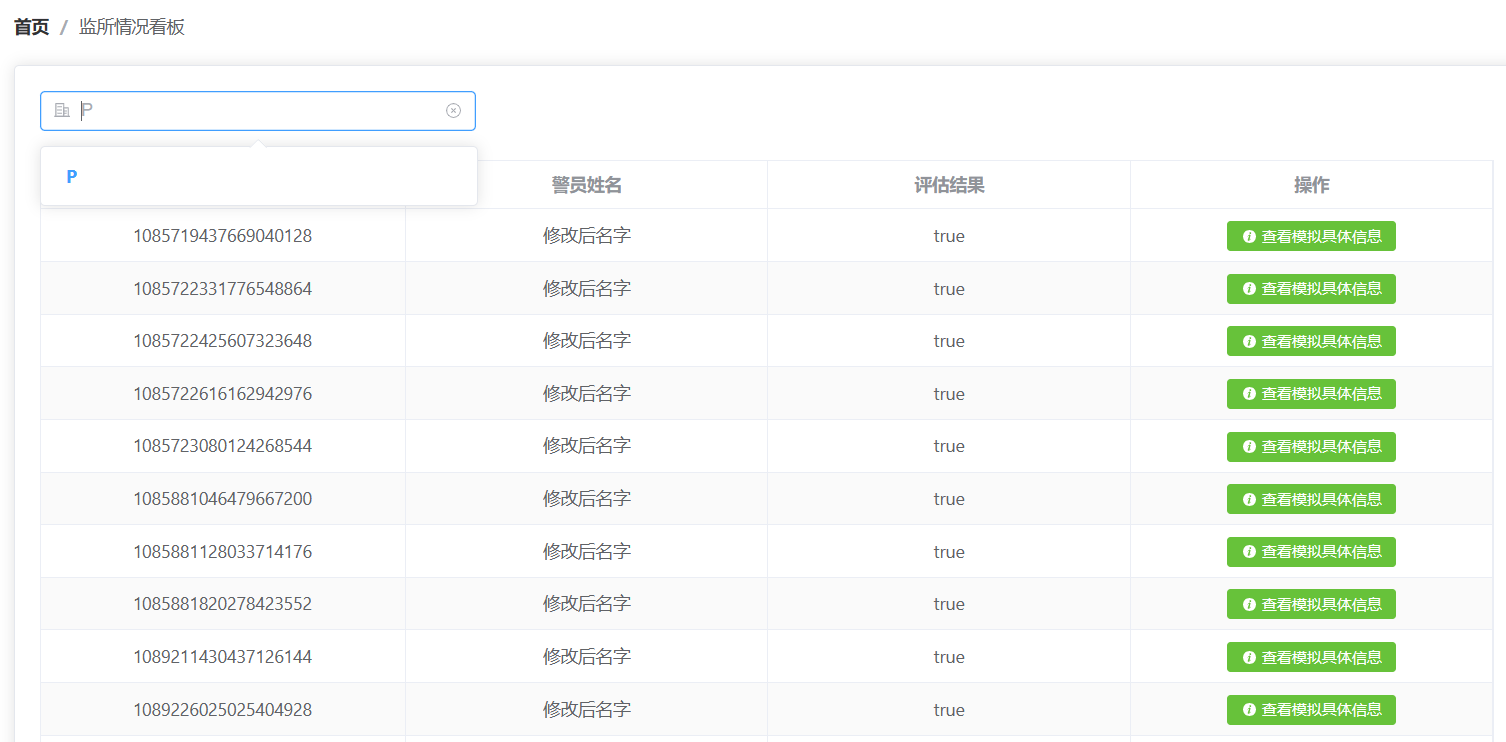 首页 / 监所情况看板
P
P
警员姓名 评估结果 操作
1085719437669040128 修改后名字 true 查看模拟具体信息
1085722331776548864 修改后名字 true 查看模拟具体信息
1085722425607323648 修改后名字 true 查看模拟具体信息
1085722616162942976 修改后名字 true 查看模拟具体信息
1085723080124268544 修改后名字 true 查看模拟具体信息
1085881046479667200 修改后名字 true 查看模拟具体信息
1085881128033714176 修改后名字 true 查看模拟具体信息
1085881820278423552 修改后名字 true 查看模拟具体信息
1089211430437126144 修改后名字 true 查看模拟具体信息
1089226025025404928 修改后名字 true 查看模拟具体信息